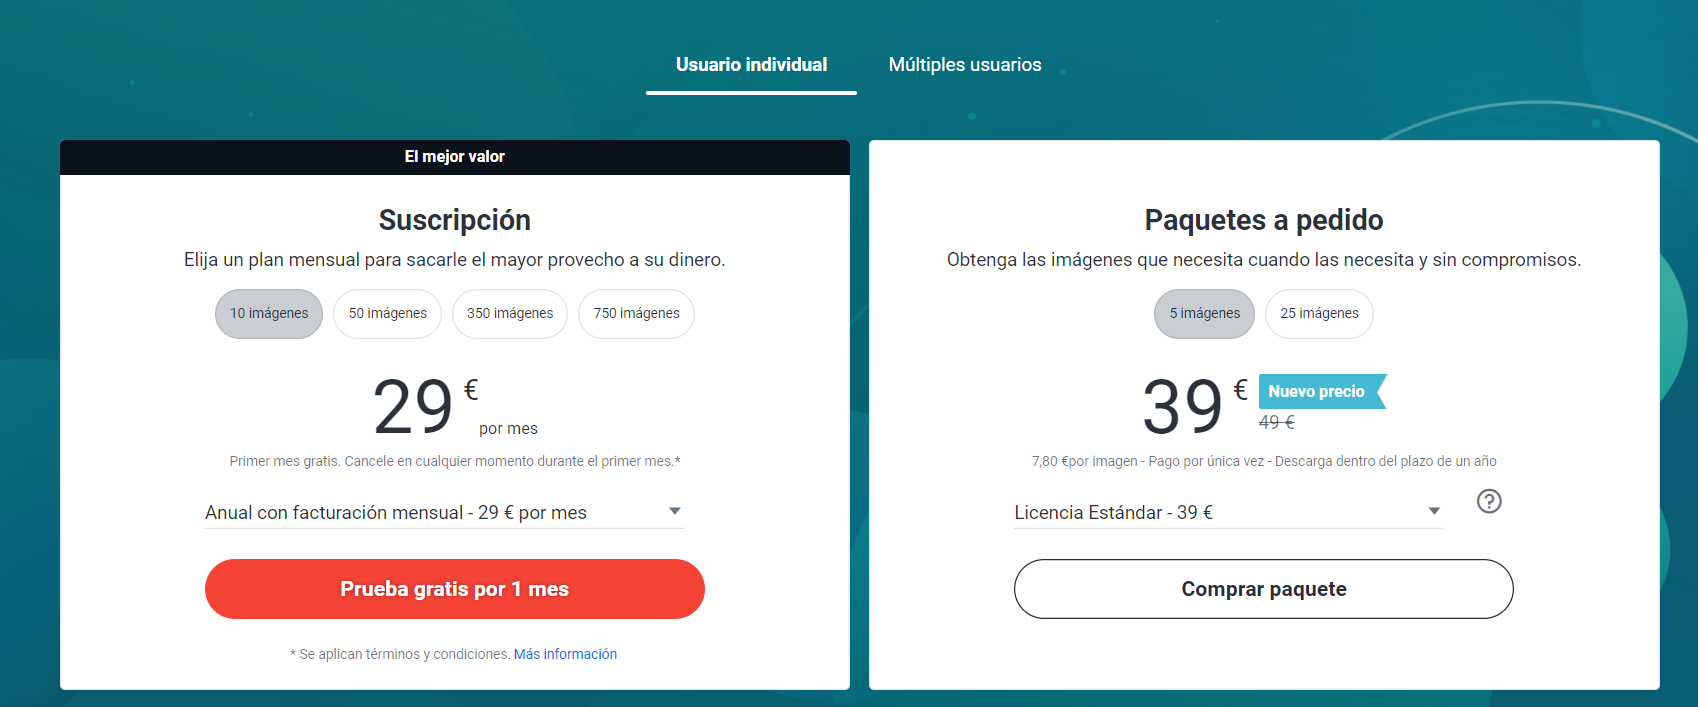 Usuario individual
Múltiples usuarios
El mejor valor
Suscripción
Elija un plan mensual para sacarle el mayor provecho a su dinero.
10 imágenes
50 imágenes
350 imágenes
750 imágenes
29 €
por mes
Primer mes gratis. Cancele en cualquier momento durante el primer mes.*
Anual con facturación mensual - 29 € por mes
Prueba gratis por 1 mes
* Se aplican términos y condiciones. Más información
Paquetes a pedido
Obtenga las imágenes que necesita cuando las necesita y sin compromisos.
5 imágenes
25 imágenes
39 €
Nuevo precio
49 €
7,80 €por imagen - Pago por única vez - Descarga dentro del plazo de un año
Licencia Estándar - 39 €
?
Comprar paquete